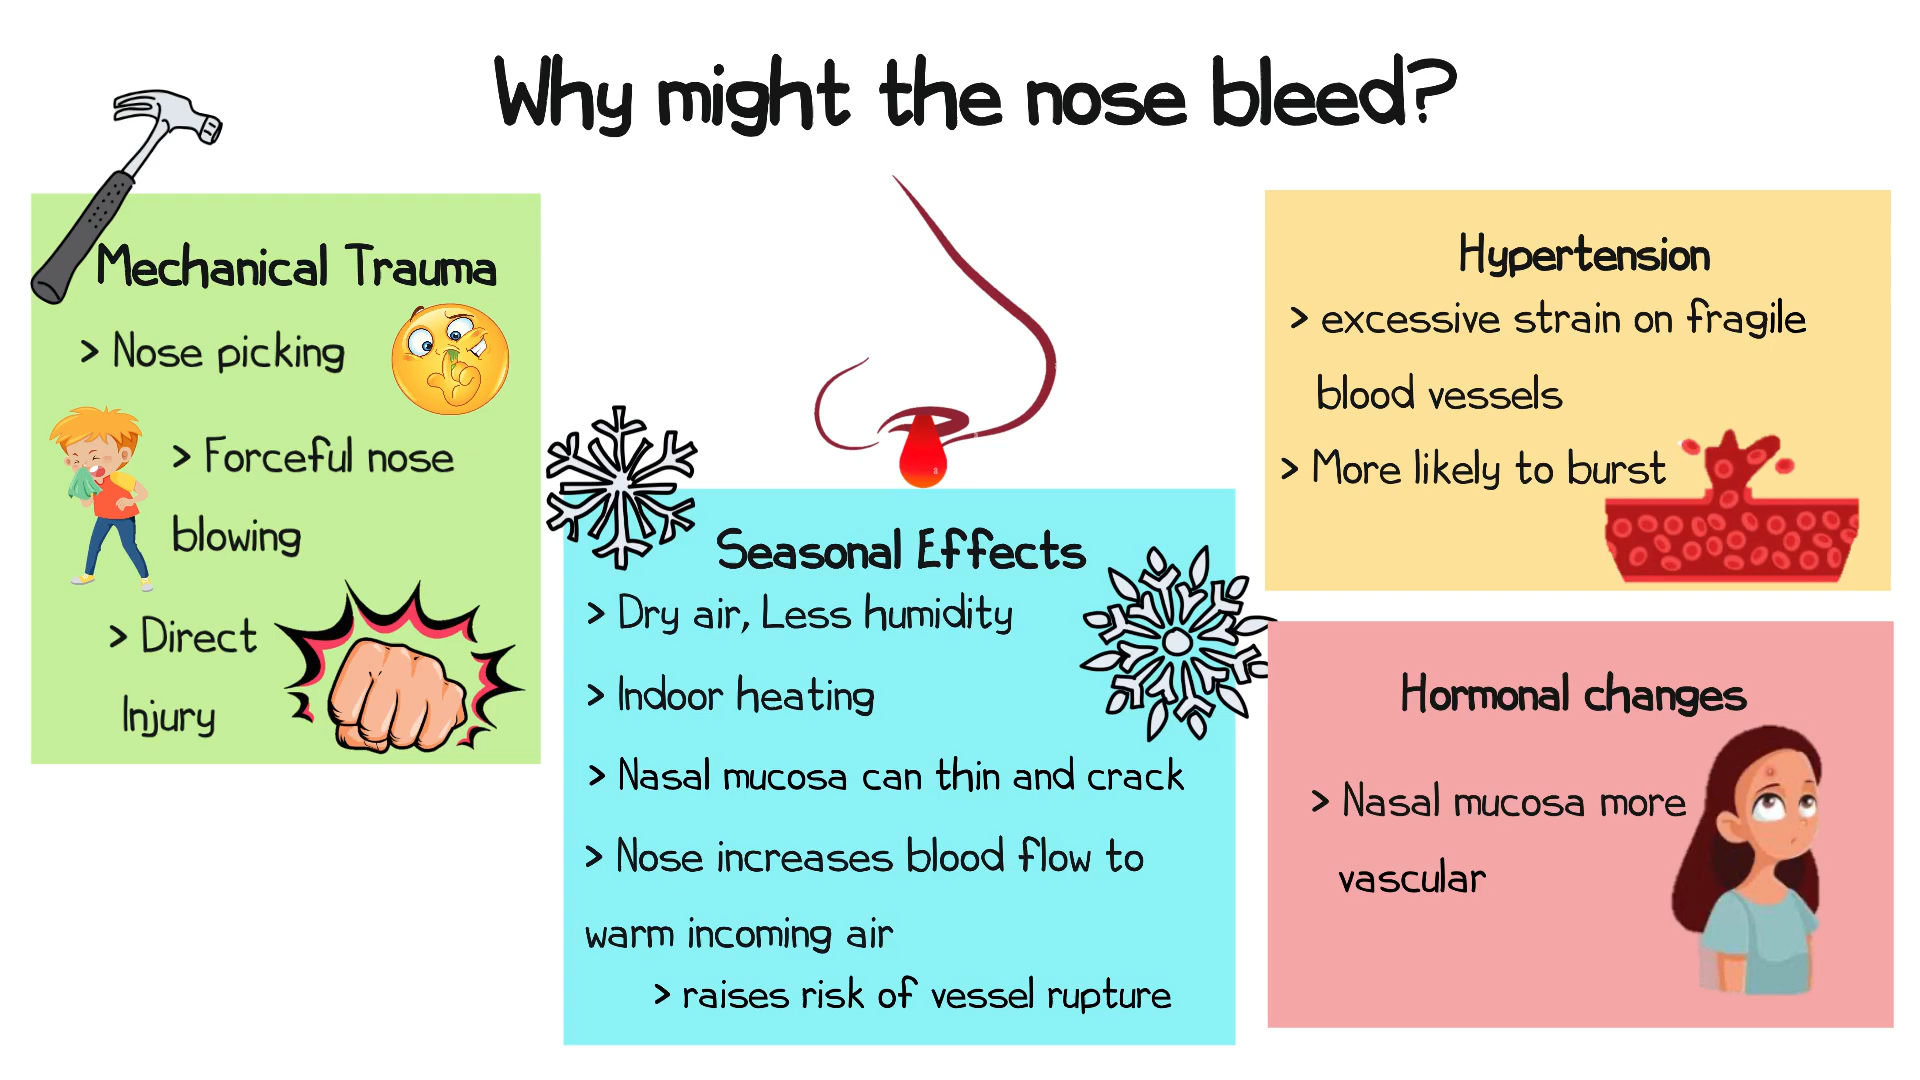 Why might the nose bleed?
Mechanical Trauma
> Nose picking
> Forceful nose
blowing
> Direct
Injury
Seasonal Effects
> Dry air, Less humidity
> Indoor heating
> Nasal mucosa can thin and crack
> Nose increases blood flow to
warm incoming air
> raises risk of vessel rupture
Hypertension
> excessive strain on fragile
blood vessels
> More likely to burst
Hormonal changes
> Nasal mucosa more
vascular